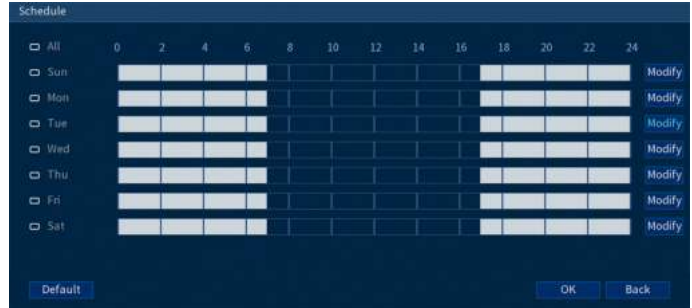 Schedule
All 0 2 4 6 8 10 12 14 16 18 20 22 24
Sun Modify
Mon Modify
Tue Modify
Wed Modify
Thu Modify
Fri Modify
Sat Modify
Default OK Back